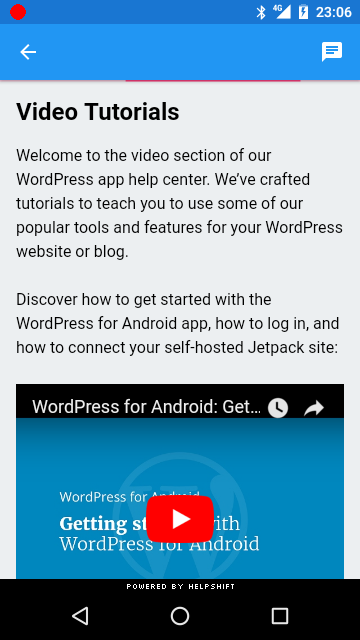 4G 23:06
Video Tutorials
Welcome to the video section of our
WordPress app help center. We’ve crafted
tutorials to teach you to use some of our
popular tools and features for your WordPress
website or blog.
Discover how to get started with the
WordPress for Android app, how to log in, and
how to connect your self-hosted Jetpack site:
WordPress for Android: Get...
WordPress for Android
Getting st with
WordPress for Android
POWERED BY HELPSHIFT